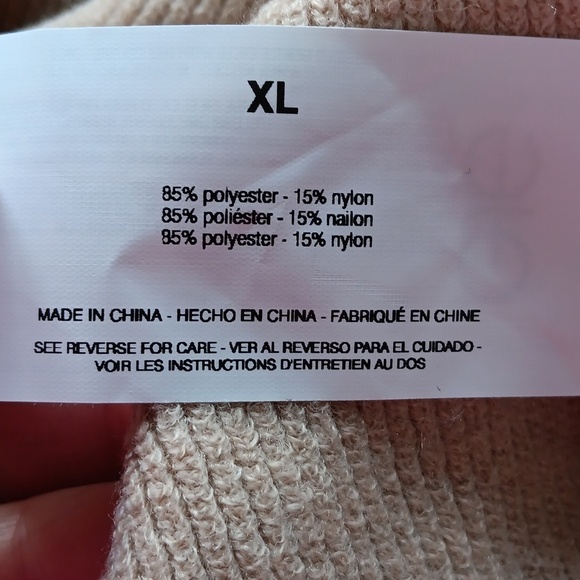 XL
85% polyester - 15% nylon
85% poliéster - 15% nailon
85% polyester - 15% nylon
MADE IN CHINA - HECHO EN CHINA - FABRIQUÉ EN CHINE
SEE REVERSE FOR CARE - VER AL REVERSO PARA EL CUIDADO -
VOIR LES INSTRUCTIONS D'ENTRETIEN AU DOS